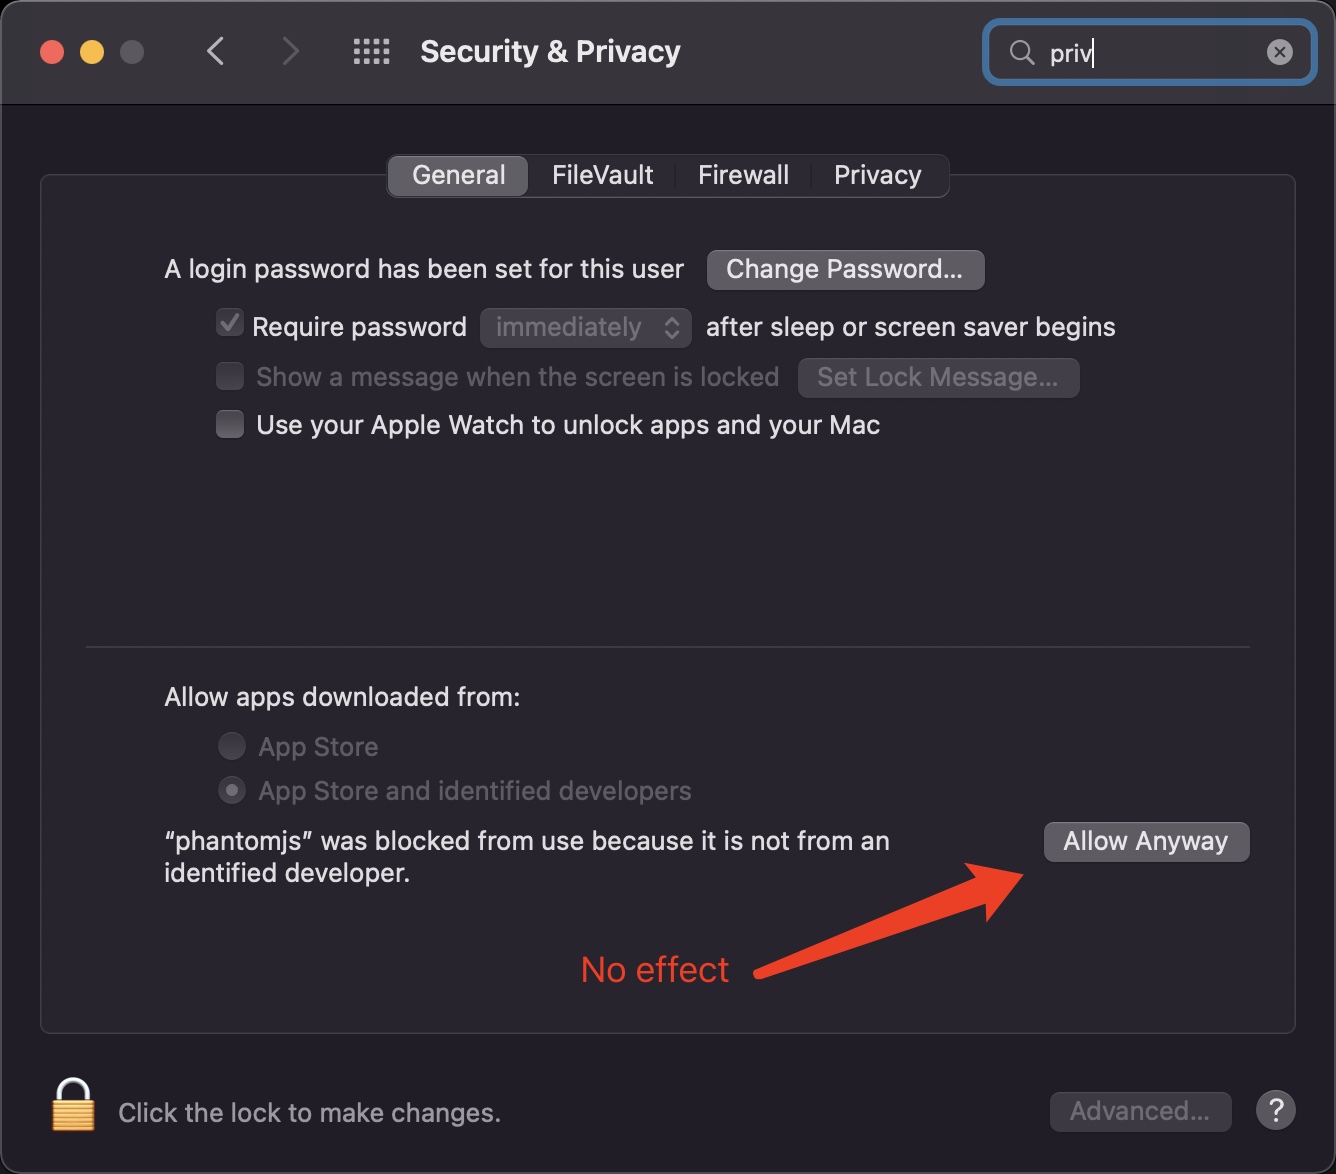 Security & Privacy
priv
General FileVault Firewall Privacy
A login password has been set for this user Change Password...
Require password immediately after sleep or screen saver begins
Show a message when the screen is locked Set Lock Message...
Use your Apple Watch to unlock apps and your Mac
Allow apps downloaded from:
App Store
App Store and identified developers
“phantomjs” was blocked from use because it is not from an
identified developer.
Allow Anyway
No effect
Click the lock to make changes.
Advanced...
?